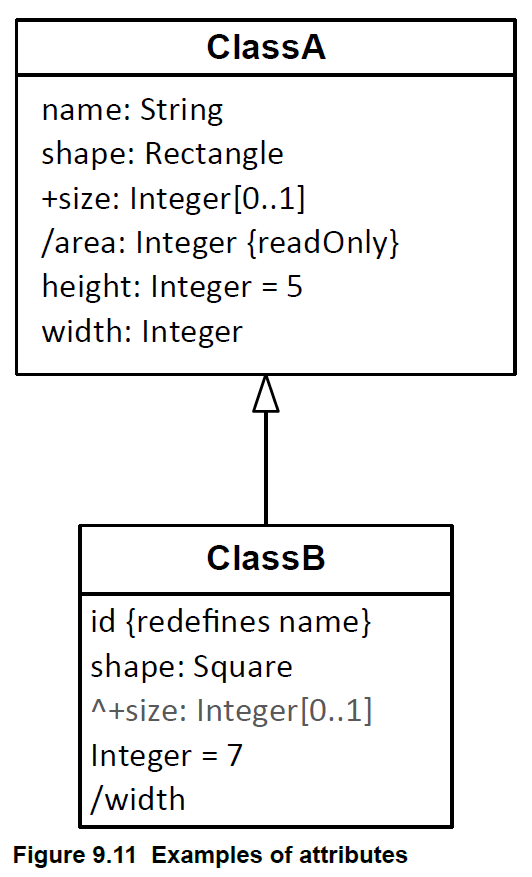 ClassA
name: String
shape: Rectangle
+size: Integer[0..1]
/area: Integer {readOnly}
height: Integer = 5
width: Integer
ClassB
id {redefines name}
shape: Square
^+size: Integer[0..1]
Integer = 7
/width
Figure 9.11 Examples of attributes